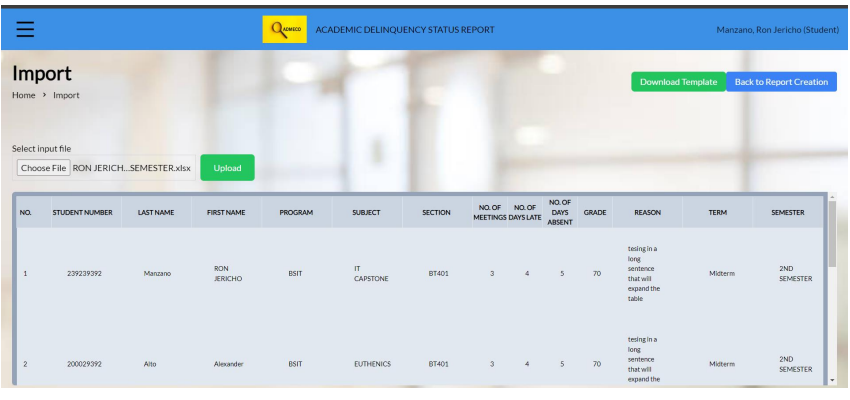 ADMECO
ACADEMIC DELINQUENCY STATUS REPORT
Manzano, Ron Jericho (Student)
Import
Home > Import
Download Template
Back to Report Creation
Select input file
Choose File RON JERICH...SEMESTER.xlsx
Upload
NO. STUDENT NUMBER LAST NAME FIRST NAME PROGRAM SUBJECT SECTION NO. OF MEETINGS NO. OF DAYS LATE NO. OF DAYS ABSENT GRADE REASON TERM SEMESTER
1 239239392 Manzano RON JERICHO BSIT IT CAPSTONE BT401 3 4 5 70 tesing in a long sentence that will expand the table Midterm 2ND SEMESTER
2 200029392 Alto Alexander BSIT EUTHENICS BT401 3 4 5 70 tesing in a long sentence that will expand the Midterm 2ND SEMESTER